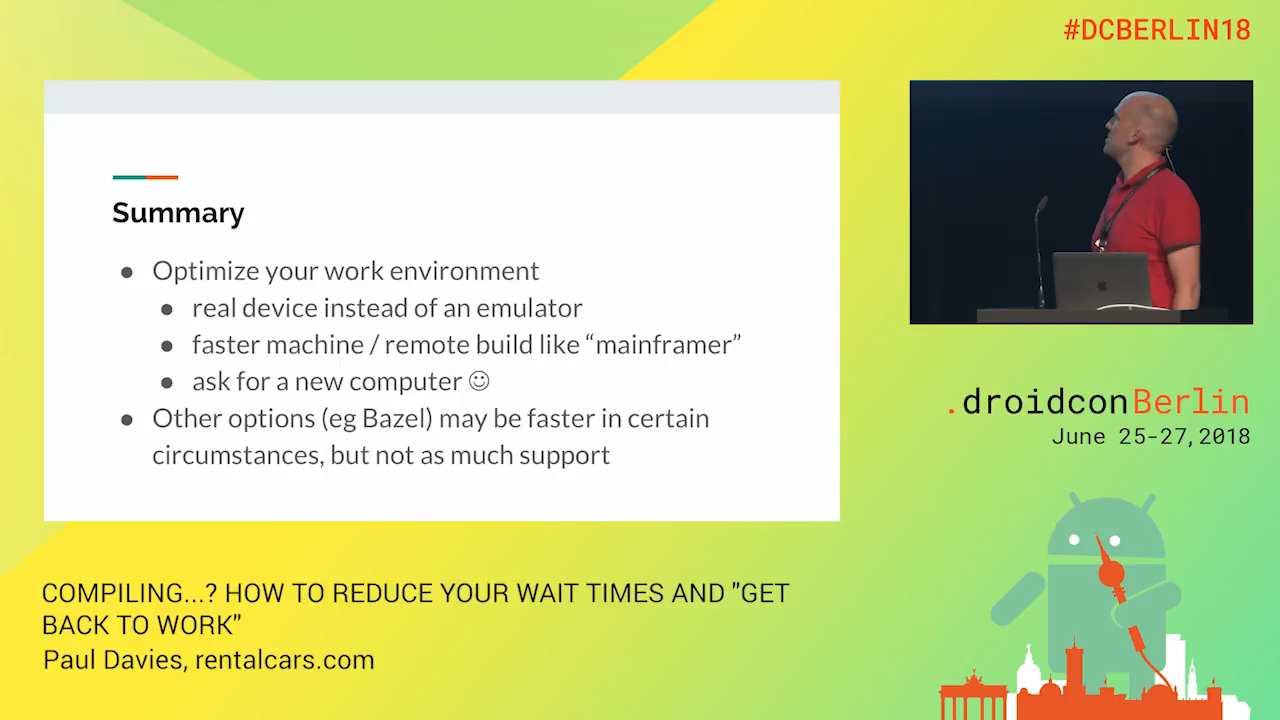 #DCBERLIN18
Summary
● Optimize your work environment
● real device instead of an emulator
● faster machine / remote build like “mainframer”
● ask for a new computer ☺
● Other options (eg Bazel) may be faster in certain
circumstances, but not as much support
.droidconBerlin
June 25-27,2018
COMPILING...? HOW TO REDUCE YOUR WAIT TIMES AND "GET
BACK TO WORK"
Paul Davies, rentalcars.com